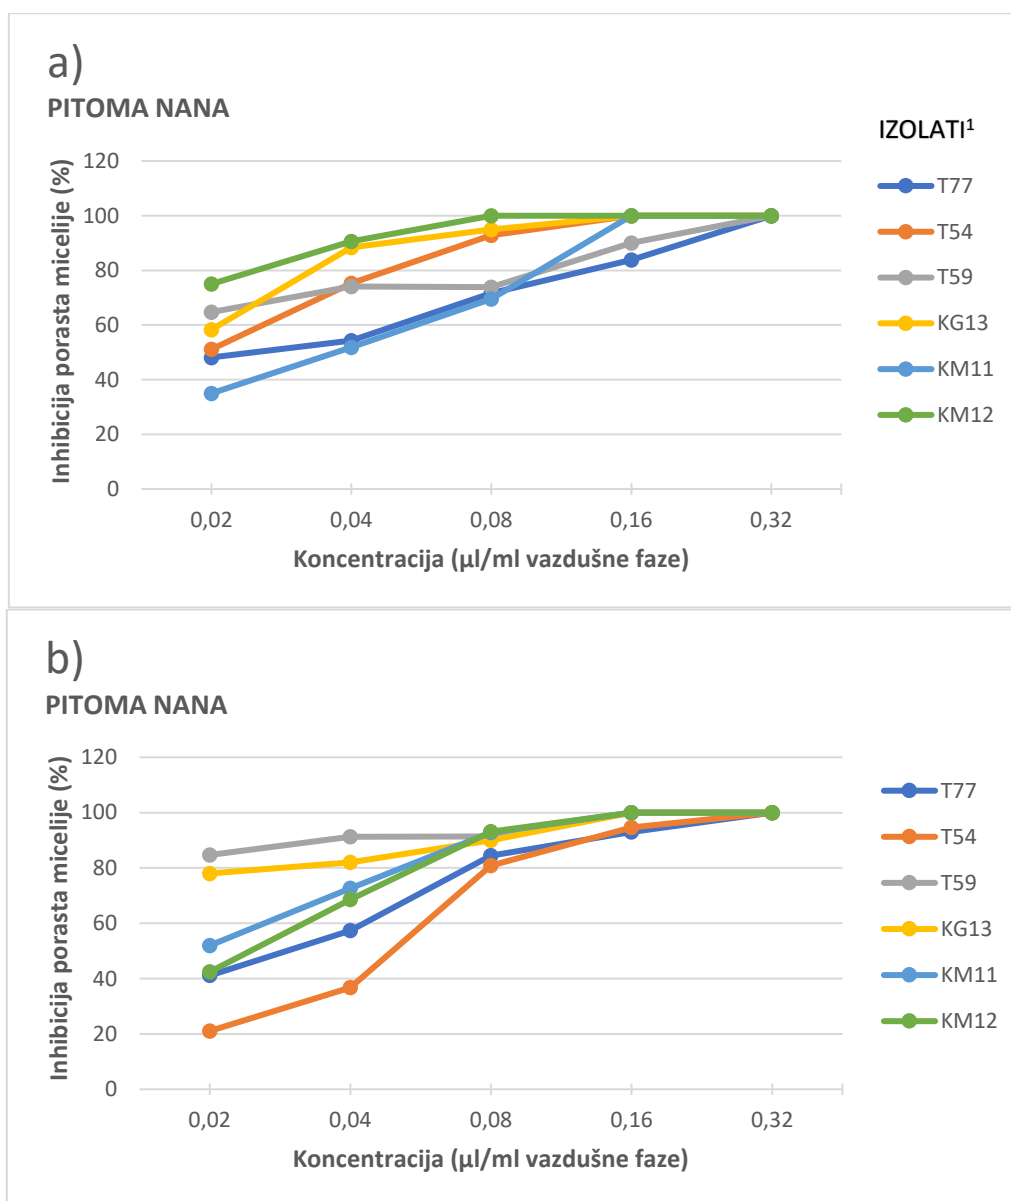 a)
PITOMA NANA
IZOLATI¹
Inhibicija porasta micelije (%)
120
100
80
60
40
20
0
0,02 0,04 0,08 0,16 0,32
Koncentracija (µl/ml vazdušne faze)
T77
T54
T59
KG13
KM11
KM12
b)
PITOMA NANA
Inhibicija porasta micelije (%)
120
100
80
60
40
20
0
0,02 0,04 0,08 0,16 0,32
Koncentracija (µl/ml vazdušne faze)
T77
T54
T59
KG13
KM11
KM12